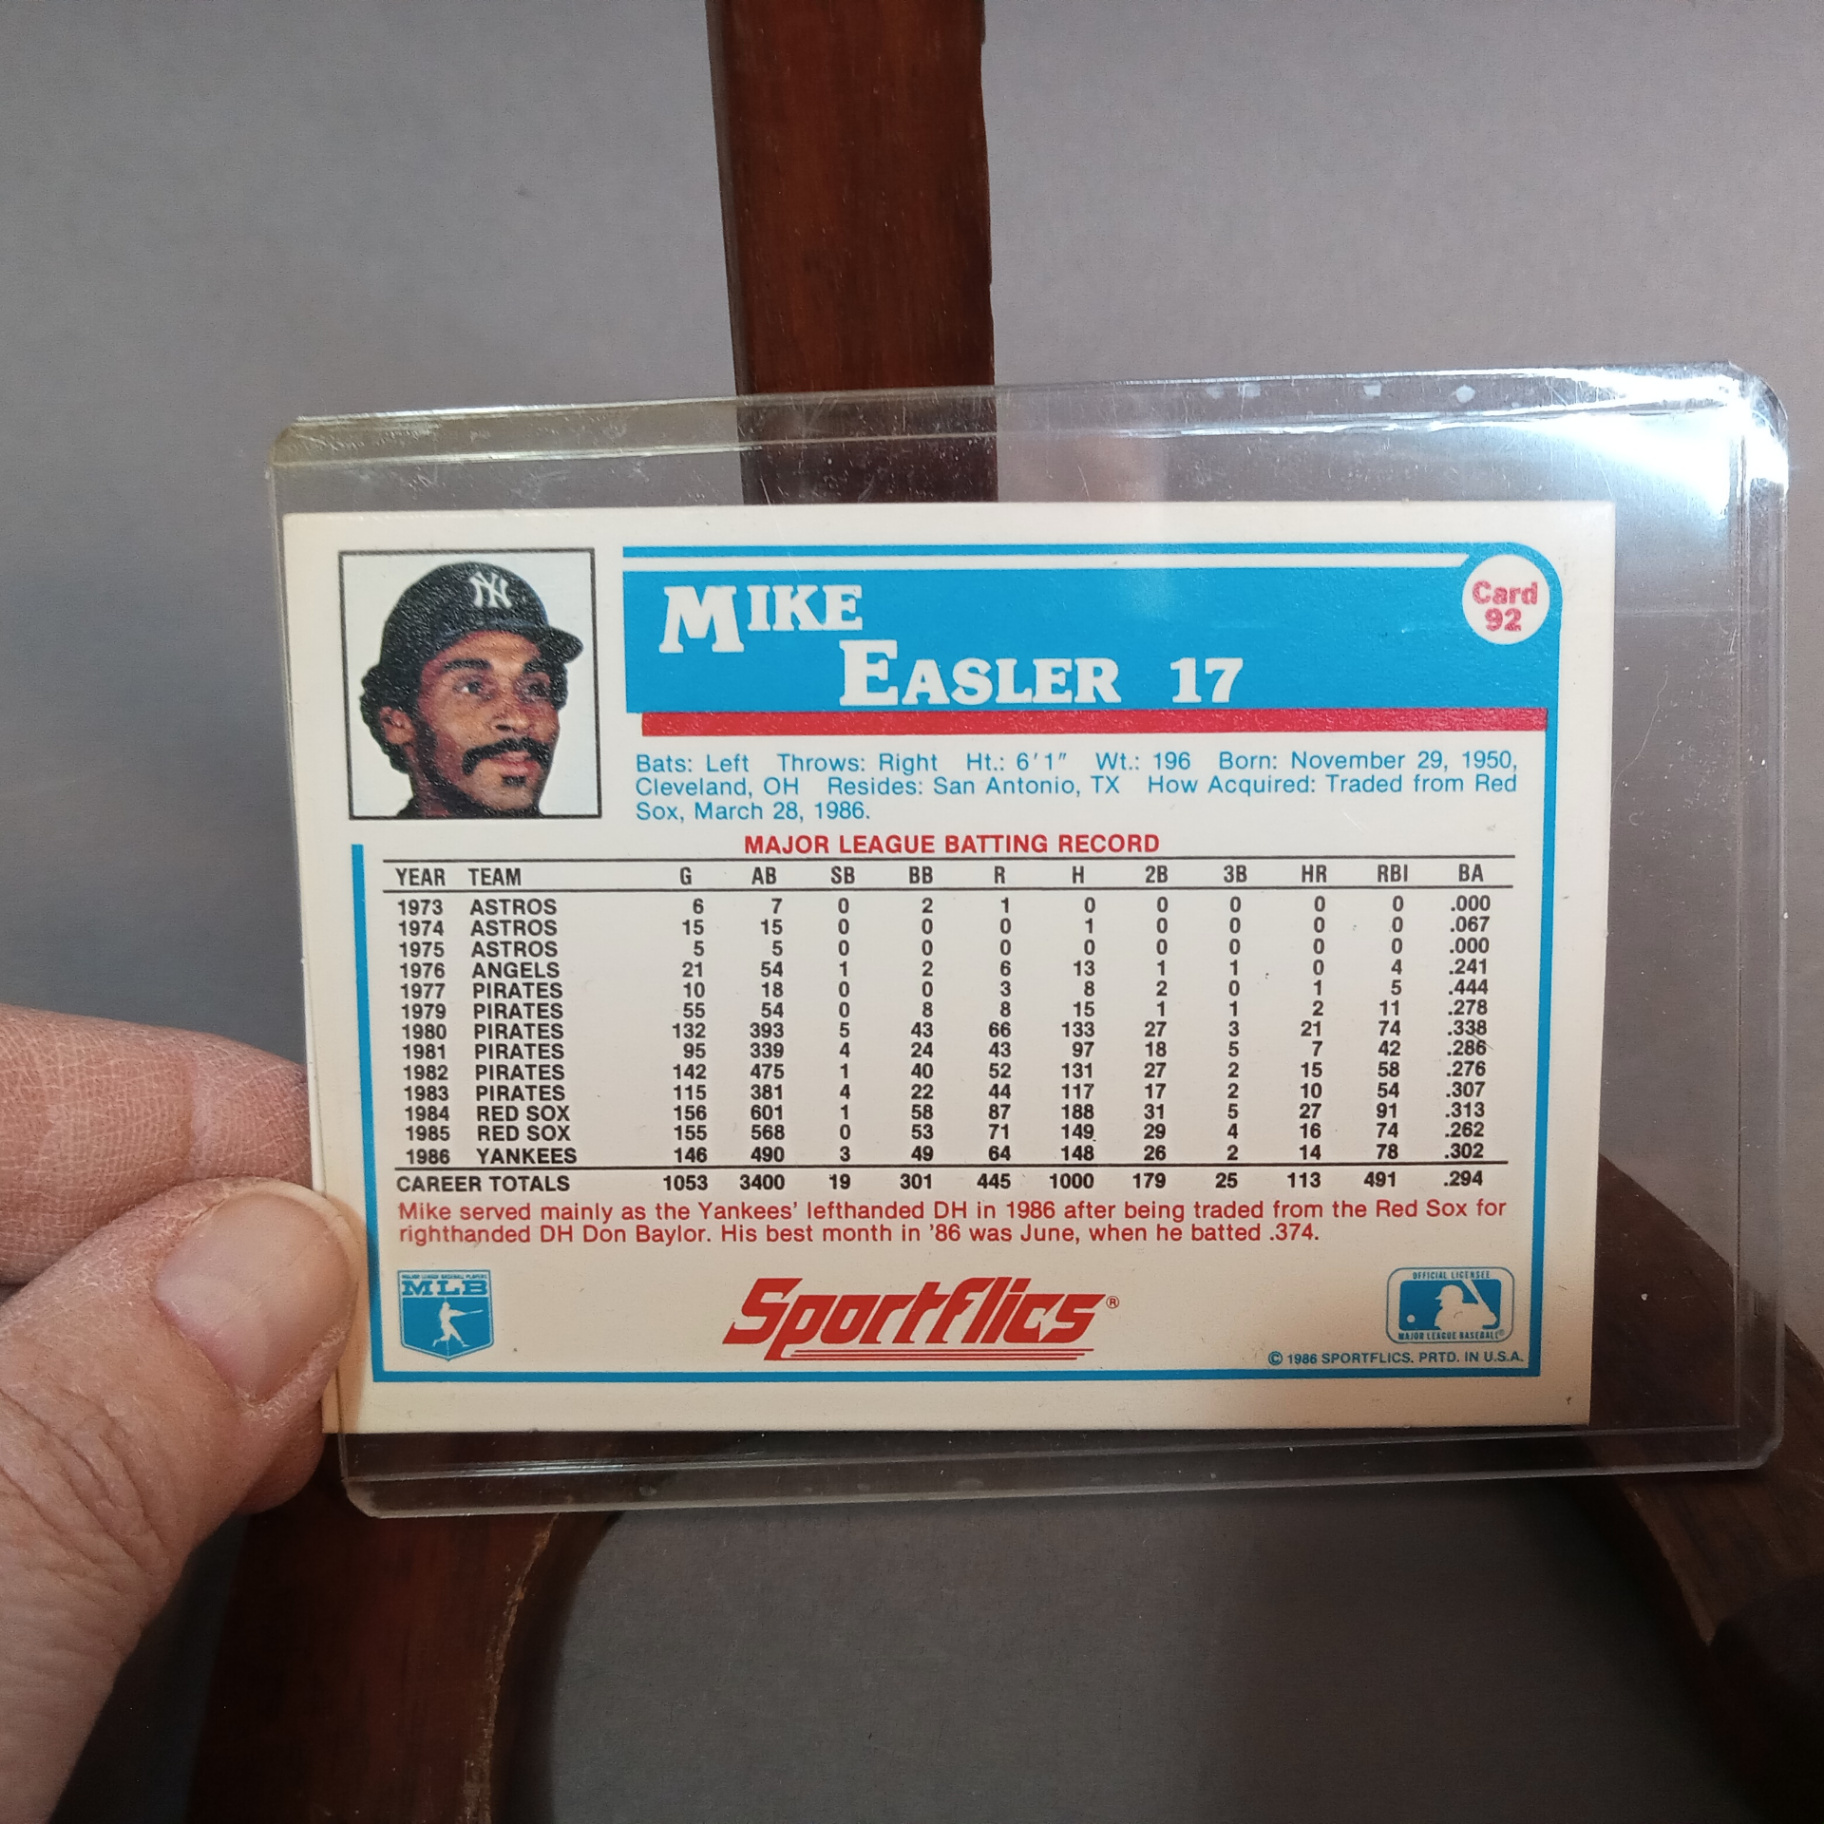 NY
MIKE
EASLER 17
Card
92
Bats: Left Throws: Right Ht.: 6'1" Wt.: 196 Born: November 29, 1950,
Cleveland, OH Resides: San Antonio, TX How Acquired: Traded from Red
Sox, March 28, 1986.
MAJOR LEAGUE BATTING RECORD
YEAR TEAM G AB SB BB R H 2B 3B HR RBI BA
1973 ASTROS 6 7 0 2 1 0 0 0 0 0 .000
1974 ASTROS 15 15 0 0 0 1 0 0 0 0 .067
1975 ASTROS 5 5 0 0 0 0 0 0 0 0 .000
1976 ANGELS 21 54 1 2 6 13 1 1 0 4 .241
1977 PIRATES 10 18 0 0 3 8 2 0 1 5 .444
1979 PIRATES 55 54 0 8 8 15 1 1 2 11 .278
1980 PIRATES 132 393 5 43 66 133 27 3 21 74 .338
1981 PIRATES 95 339 4 24 43 97 18 5 7 42 .286
1982 PIRATES 142 475 1 40 52 131 27 2 15 58 .276
1983 PIRATES 115 381 4 22 44 117 17 2 10 54 .307
1984 RED SOX 156 601 1 58 87 188 31 5 27 91 .313
1985 RED SOX 155 568 0 53 71 149 29 4 16 74 .262
1986 YANKEES 146 490 3 49 64 148 26 2 14 78 .302
CAREER TOTALS 1053 3400 19 301 445 1000 179 25 113 491 .294
Mike served mainly as the Yankees' lefthanded DH in 1986 after being traded from the Red Sox for
righthanded DH Don Baylor. His best month in '86 was June, when he batted .374.
MAJOR LEAGUE BASEBALL PLAYERS
MLB
Sportflics®
OFFICIAL LICENSEE
MAJOR LEAGUE BASEBALL®
© 1986 SPORTFLICS. PRTD. IN U.S.A.